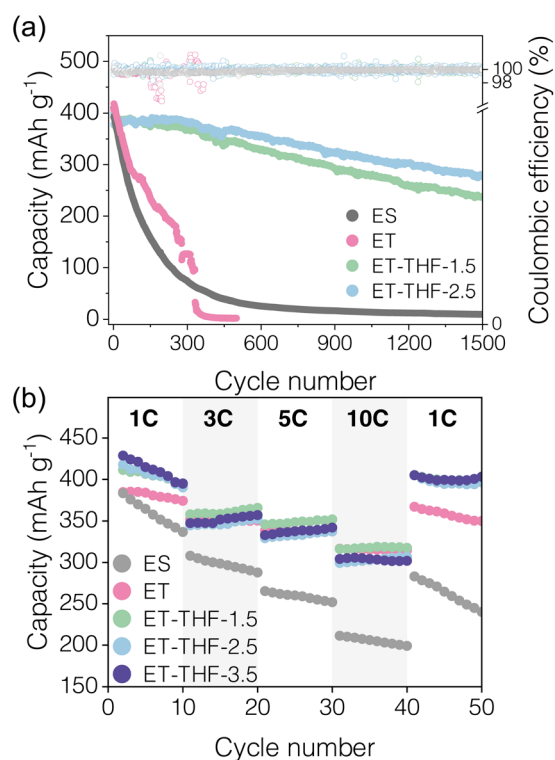 (a)
Capacity (mAh g⁻¹)
500
400
300
200
100
0
100
98
0
Coulombic efficiency (%)
ES
ET
ET-THF-1.5
ET-THF-2.5
0 300 600 900 1200 1500
Cycle number
(b)
1C 3C 5C 10C 1C
Capacity (mAh g⁻¹)
450
400
350
300
250
200
150
ES
ET
ET-THF-1.5
ET-THF-2.5
ET-THF-3.5
0 10 20 30 40 50
Cycle number